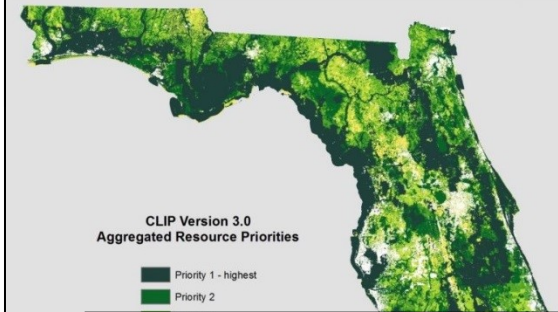 CLIP Version 3.0
Aggregated Resource Priorities
Priority 1 - highest
Priority 2